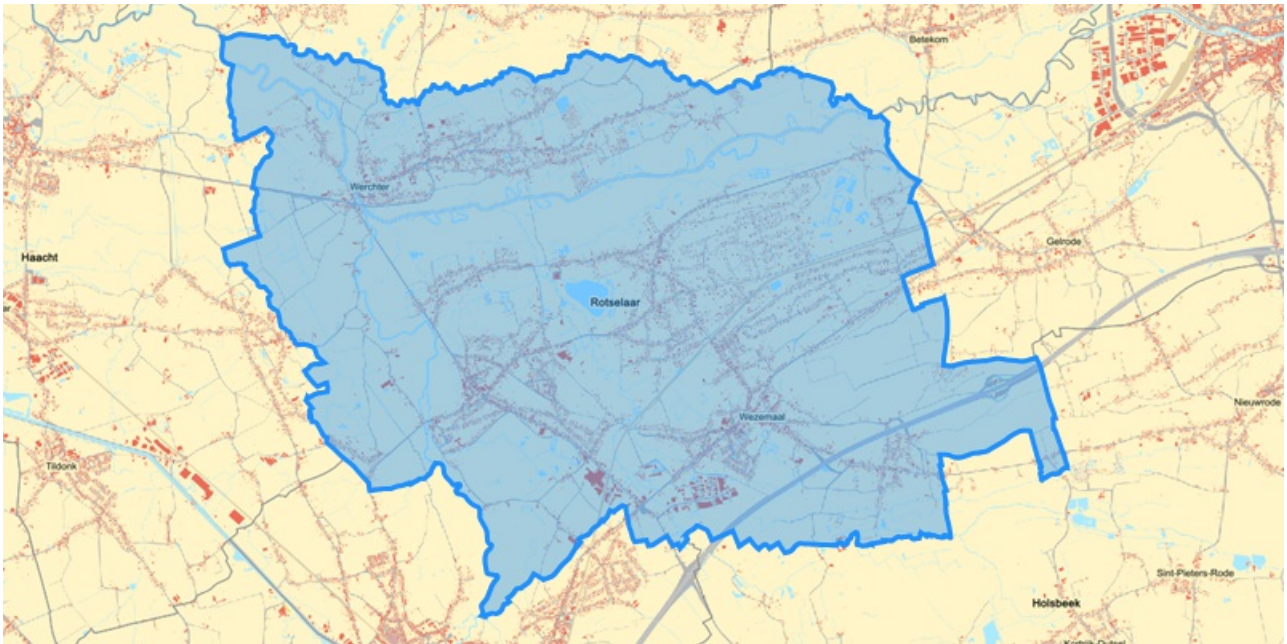 Betekom
Werchter
Gelrode
Haacht
Rotselaar
Nieuwrode
Wezemaal
Tildonk
Sint-Pieters-Rode
Holsbeek